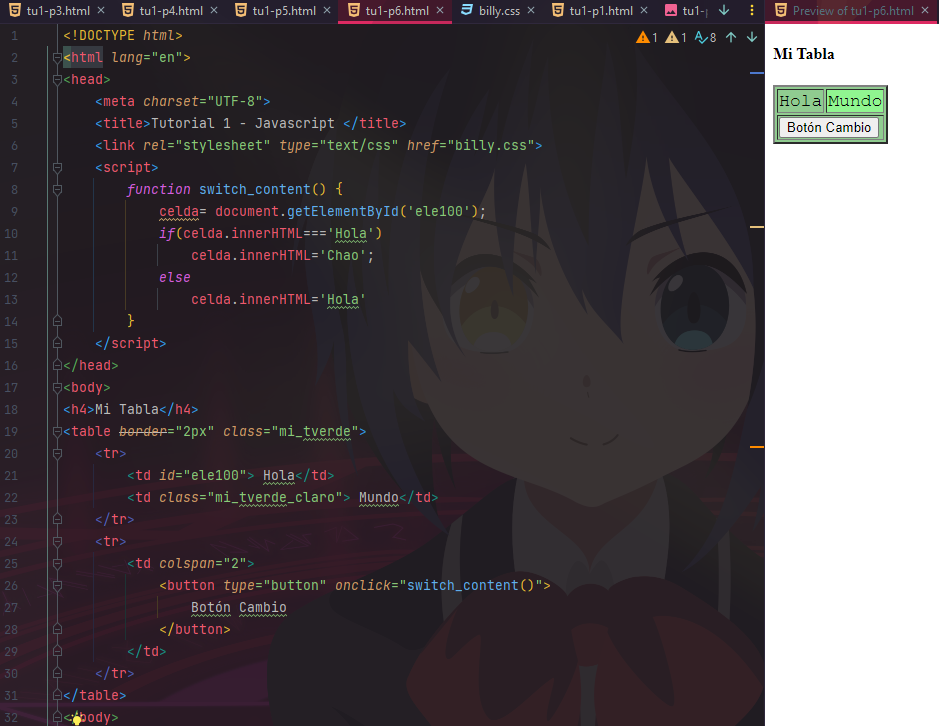 tu1-p3.html tu1-p4.html tu1-p5.html tu1-p6.html billy.css tu1-p1.html tu1-
Preview of tu1-p6.html
1 1 8
1 <!DOCTYPE html>
2 <html lang="en">
3 <head>
4 <meta charset="UTF-8">
5 <title>Tutorial 1 - Javascript </title>
6 <link rel="stylesheet" type="text/css" href="billy.css">
7 <script>
8 function switch_content() {
9 celda= document.getElementById('ele100');
10 if(celda.innerHTML==='Hola')
11 celda.innerHTML='Chao';
12 else
13 celda.innerHTML='Hola'
14 }
15 </script>
16 </head>
17 <body>
18 <h4>Mi Tabla</h4>
19 <table border="2px" class="mi_tverde">
20 <tr>
21 <td id="ele100"> Hola</td>
22 <td class="mi_tverde_claro"> Mundo</td>
23 </tr>
24 <tr>
25 <td colspan="2">
26 <button type="button" onclick="switch_content()">
27 Botón Cambio
28 </button>
29 </td>
30 </tr>
31 </table>
32 </body>
Mi Tabla
Hola Mundo
Botón Cambio